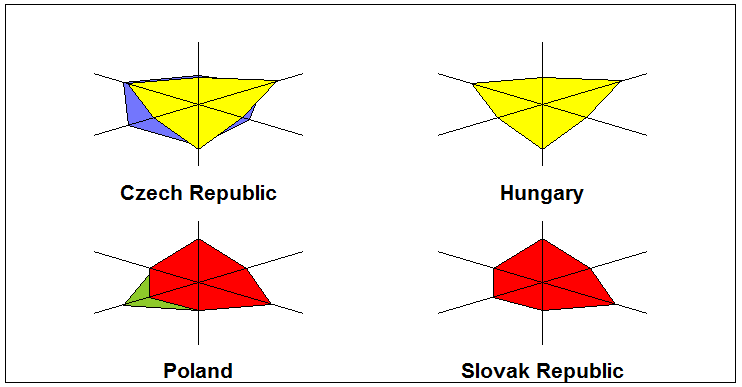 Czech Republic
Hungary
Poland
Slovak Republic